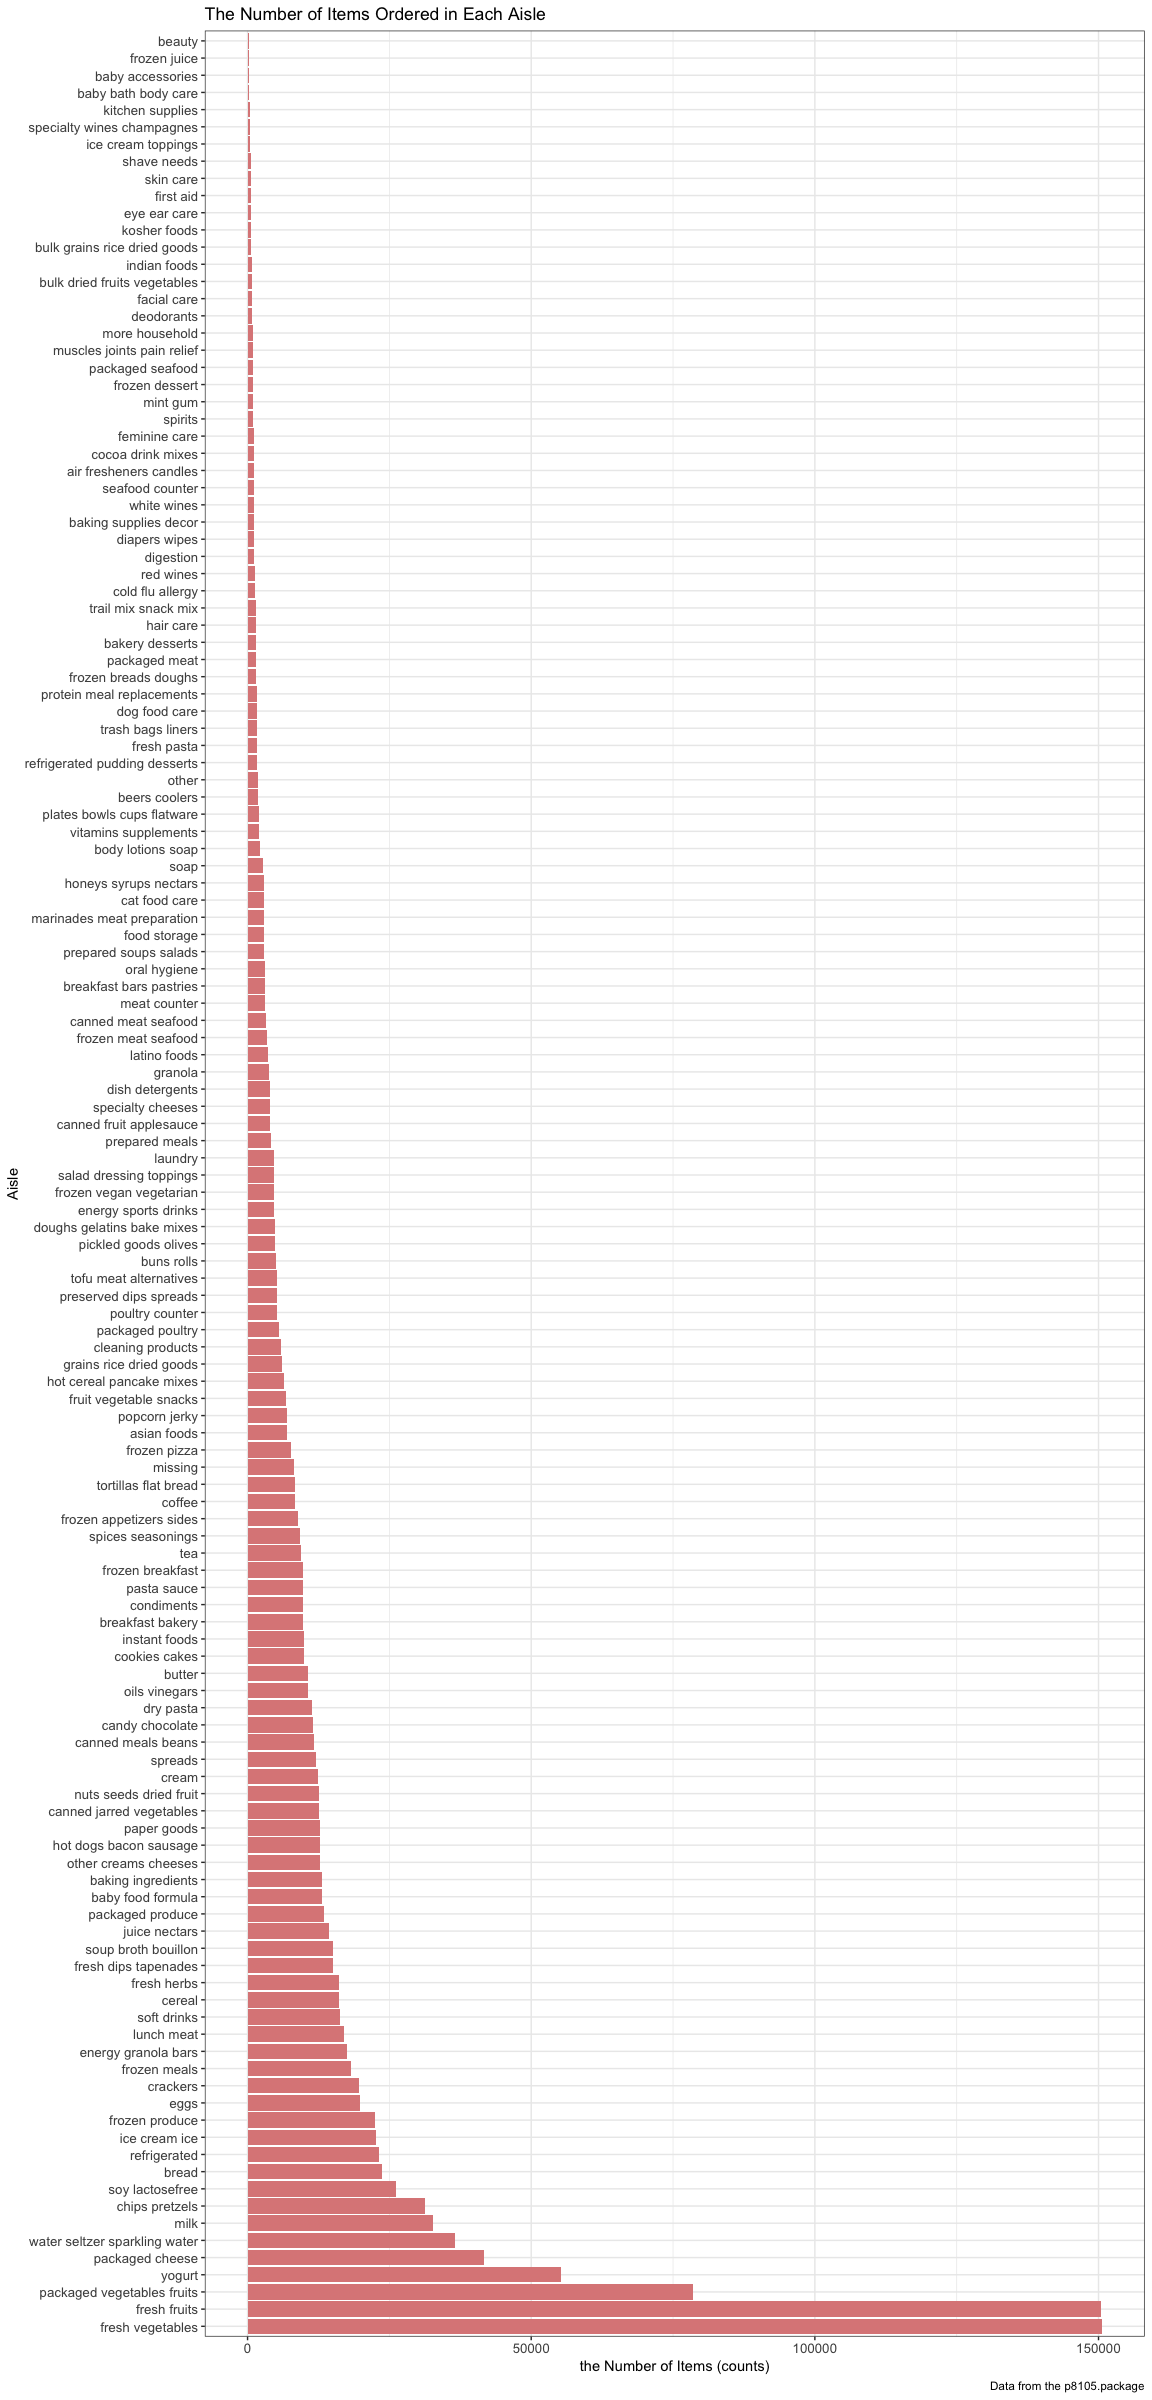 The Number of Items Ordered in Each Aisle
beauty
frozen juice
baby accessories
baby bath body care
kitchen supplies
specialty wines champagnes
ice cream toppings
shave needs
skin care
first aid
eye ear care
kosher foods
bulk grains rice dried goods
indian foods
bulk dried fruits vegetables
facial care
deodorants
more household
muscles joints pain relief
packaged seafood
frozen dessert
mint gum
spirits
feminine care
cocoa drink mixes
air fresheners candles
seafood counter
white wines
baking supplies decor
diapers wipes
digestion
red wines
cold flu allergy
trail mix snack mix
hair care
bakery desserts
packaged meat
frozen breads doughs
protein meal replacements
dog food care
trash bags liners
fresh pasta
refrigerated pudding desserts
other
beers coolers
plates bowls cups flatware
vitamins supplements
body lotions soap
soap
honeys syrups nectars
cat food care
marinades meat preparation
food storage
prepared soups salads
oral hygiene
breakfast bars pastries
meat counter
canned meat seafood
frozen meat seafood
latino foods
granola
dish detergents
specialty cheeses
canned fruit applesauce
prepared meals
laundry
salad dressing toppings
frozen vegan vegetarian
energy sports drinks
doughs gelatins bake mixes
pickled goods olives
buns rolls
tofu meat alternatives
preserved dips spreads
poultry counter
packaged poultry
cleaning products
grains rice dried goods
hot cereal pancake mixes
fruit vegetable snacks
popcorn jerky
asian foods
frozen pizza
missing
tortillas flat bread
coffee
frozen appetizers sides
spices seasonings
tea
frozen breakfast
pasta sauce
condiments
breakfast bakery
instant foods
cookies cakes
butter
oils vinegars
dry pasta
candy chocolate
canned meals beans
spreads
cream
nuts seeds dried fruit
canned jarred vegetables
paper goods
hot dogs bacon sausage
other creams cheeses
baking ingredients
baby food formula
packaged produce
juice nectars
soup broth bouillon
fresh dips tapenades
fresh herbs
cereal
soft drinks
lunch meat
energy granola bars
frozen meals
crackers
eggs
frozen produce
ice cream ice
refrigerated
bread
soy lactosefree
chips pretzels
milk
water seltzer sparkling water
packaged cheese
yogurt
packaged vegetables fruits
fresh fruits
fresh vegetables
Aisle
0 50000 100000 150000
the Number of Items (counts)
Data from the p8105.package